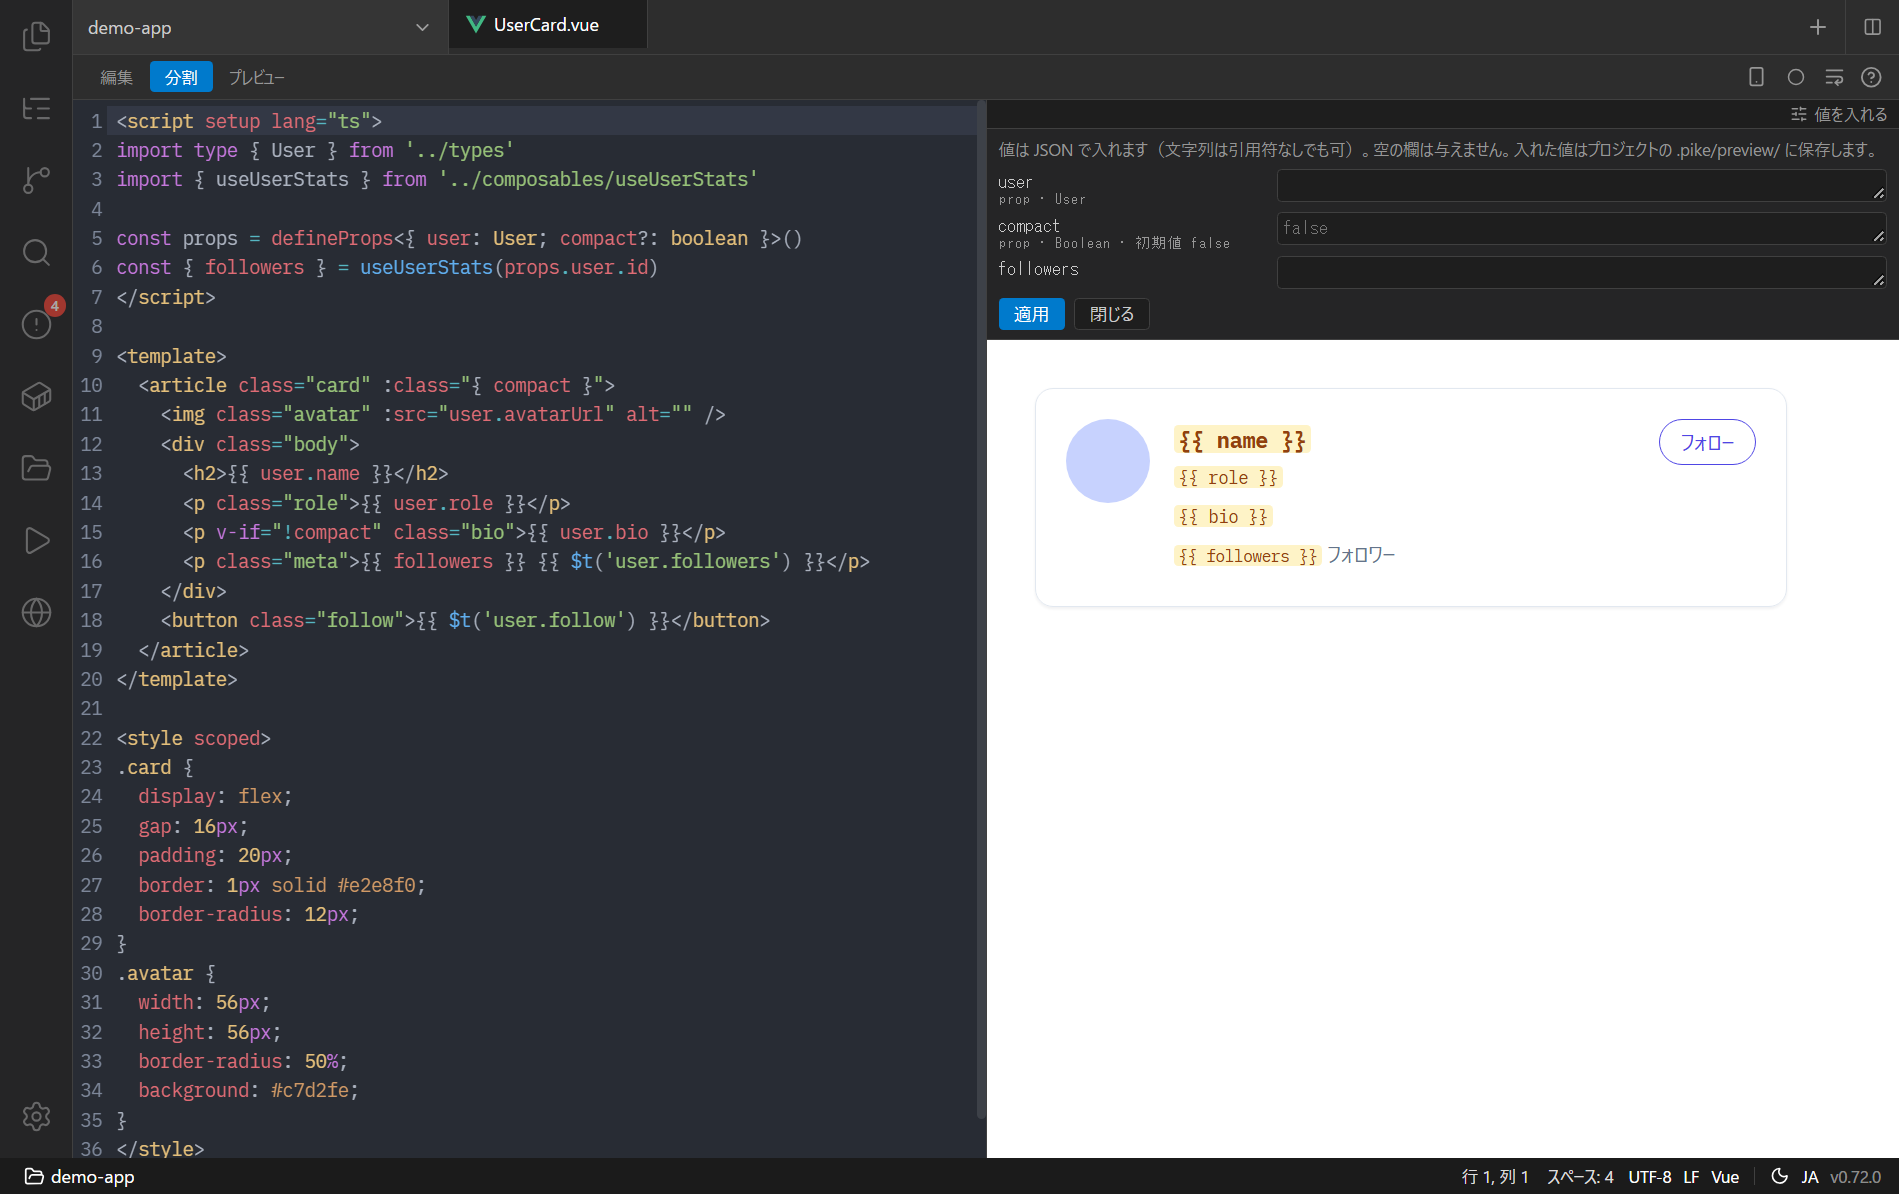 demo-app
UserCard.vue
編集 分割 プレビュー
4
値を入れる
1 <script setup lang="ts">
2 import type { User } from '../types'
3 import { useUserStats } from '../composables/useUserStats'
4
5 const props = defineProps<{ user: User; compact?: boolean }>()
6 const { followers } = useUserStats(props.user.id)
7 </script>
8
9 <template>
10 <article class="card" :class="{ compact }">
11 <img class="avatar" :src="user.avatarUrl" alt="" />
12 <div class="body">
13 <h2>{{ user.name }}</h2>
14 <p class="role">{{ user.role }}</p>
15 <p v-if="!compact" class="bio">{{ user.bio }}</p>
16 <p class="meta">{{ followers }} {{ $t('user.followers') }}</p>
17 </div>
18 <button class="follow">{{ $t('user.follow') }}</button>
19 </article>
20 </template>
21
22 <style scoped>
23 .card {
24 display: flex;
25 gap: 16px;
26 padding: 20px;
27 border: 1px solid #e2e8f0;
28 border-radius: 12px;
29 }
30 .avatar {
31 width: 56px;
32 height: 56px;
33 border-radius: 50%;
34 background: #c7d2fe;
35 }
36 </style>
値は JSON で入れます（文字列は引用符なしでも可）。空の欄は与えません。入れた値はプロジェクトの .pike/preview/ に保存します。
user
prop · User
compact
false
prop · Boolean · 初期値 false
followers
適用 閉じる
{{ name }}
フォロー
{{ role }}
{{ bio }}
{{ followers }} フォロワー
demo-app
行 1, 列 1 スペース: 4 UTF-8 LF Vue JA v0.72.0